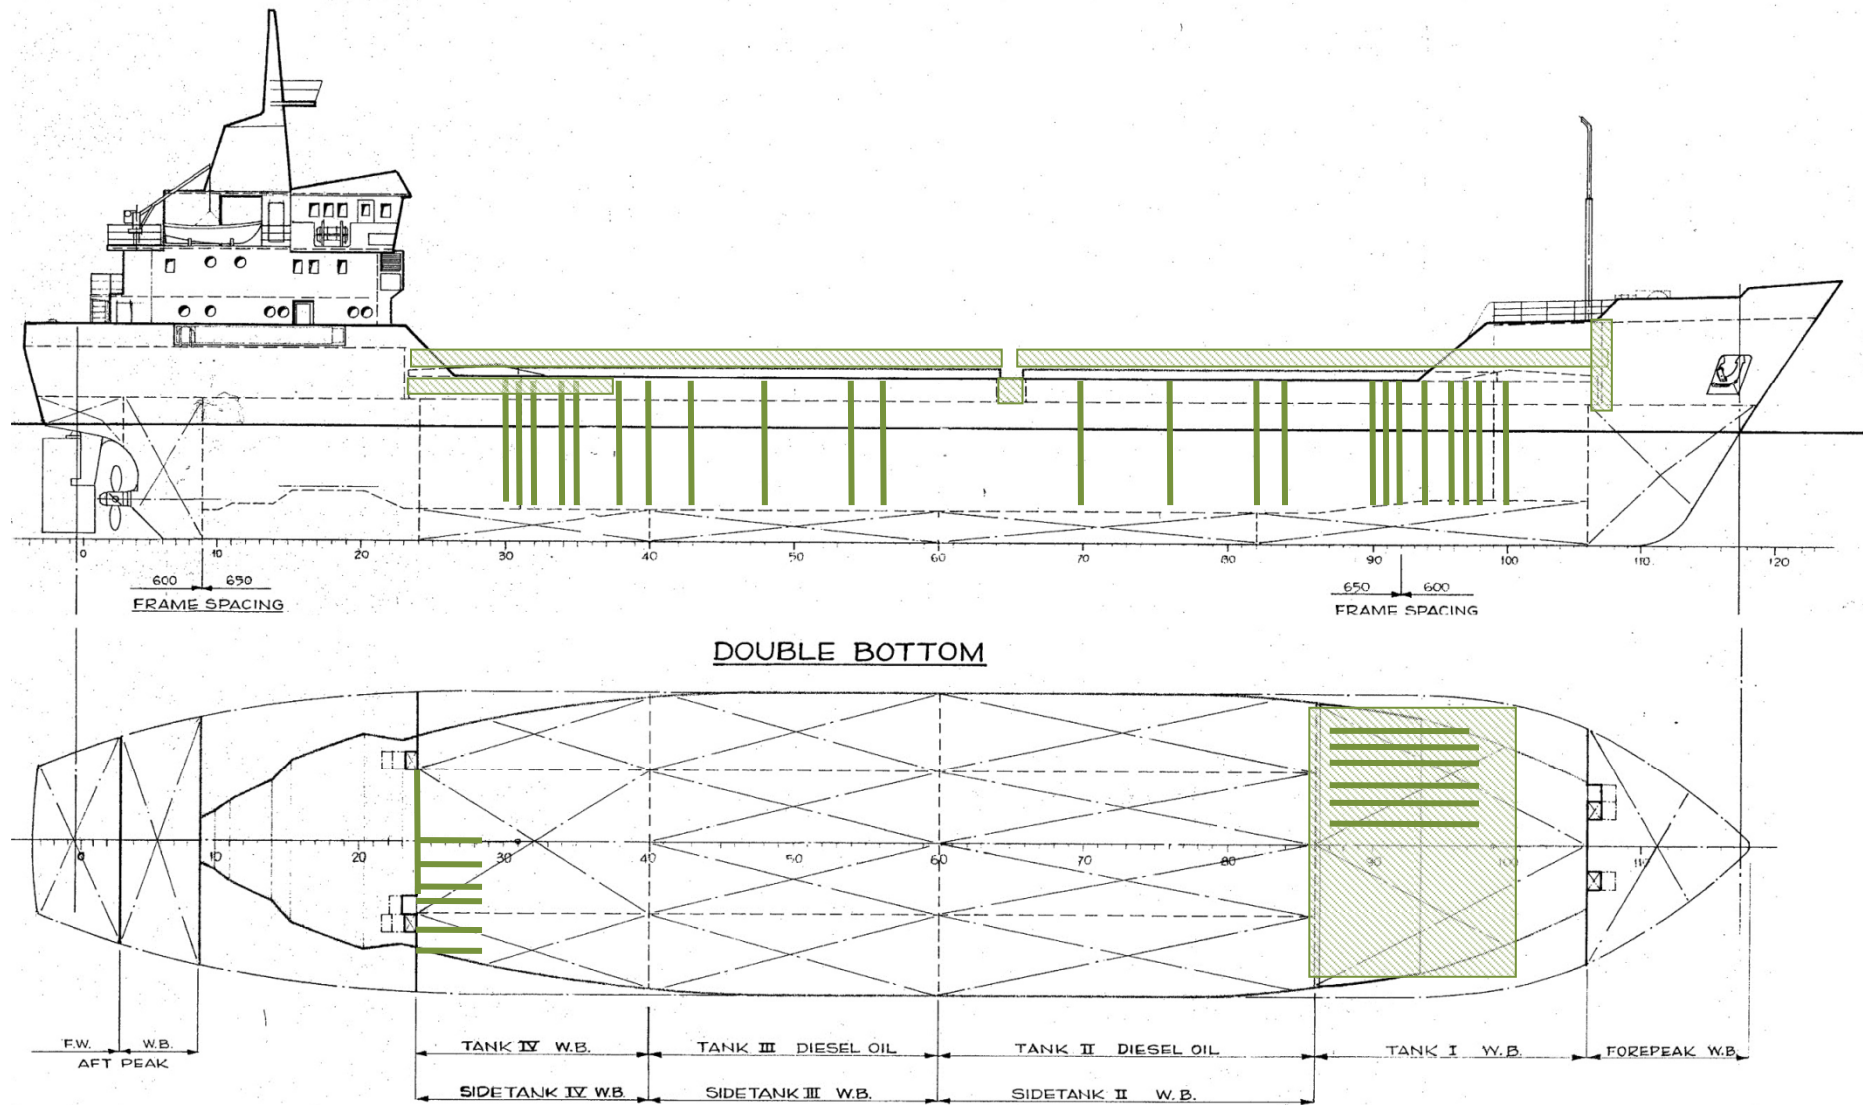 0 10 20 30 40 50 60 70 80 90 100 110 120
600 650
FRAME SPACING
650 600
FRAME SPACING
DOUBLE BOTTOM
0 10 20 30 40 50 60 70 80 90 100 110
F.W. W.B.
AFT PEAK
TANK IV W.B. TANK III DIESEL OIL TANK II DIESEL OIL TANK I W.B. FOREPEAK W.B.
SIDETANK IV W.B. SIDETANK III W.B. SIDETANK II W.B.